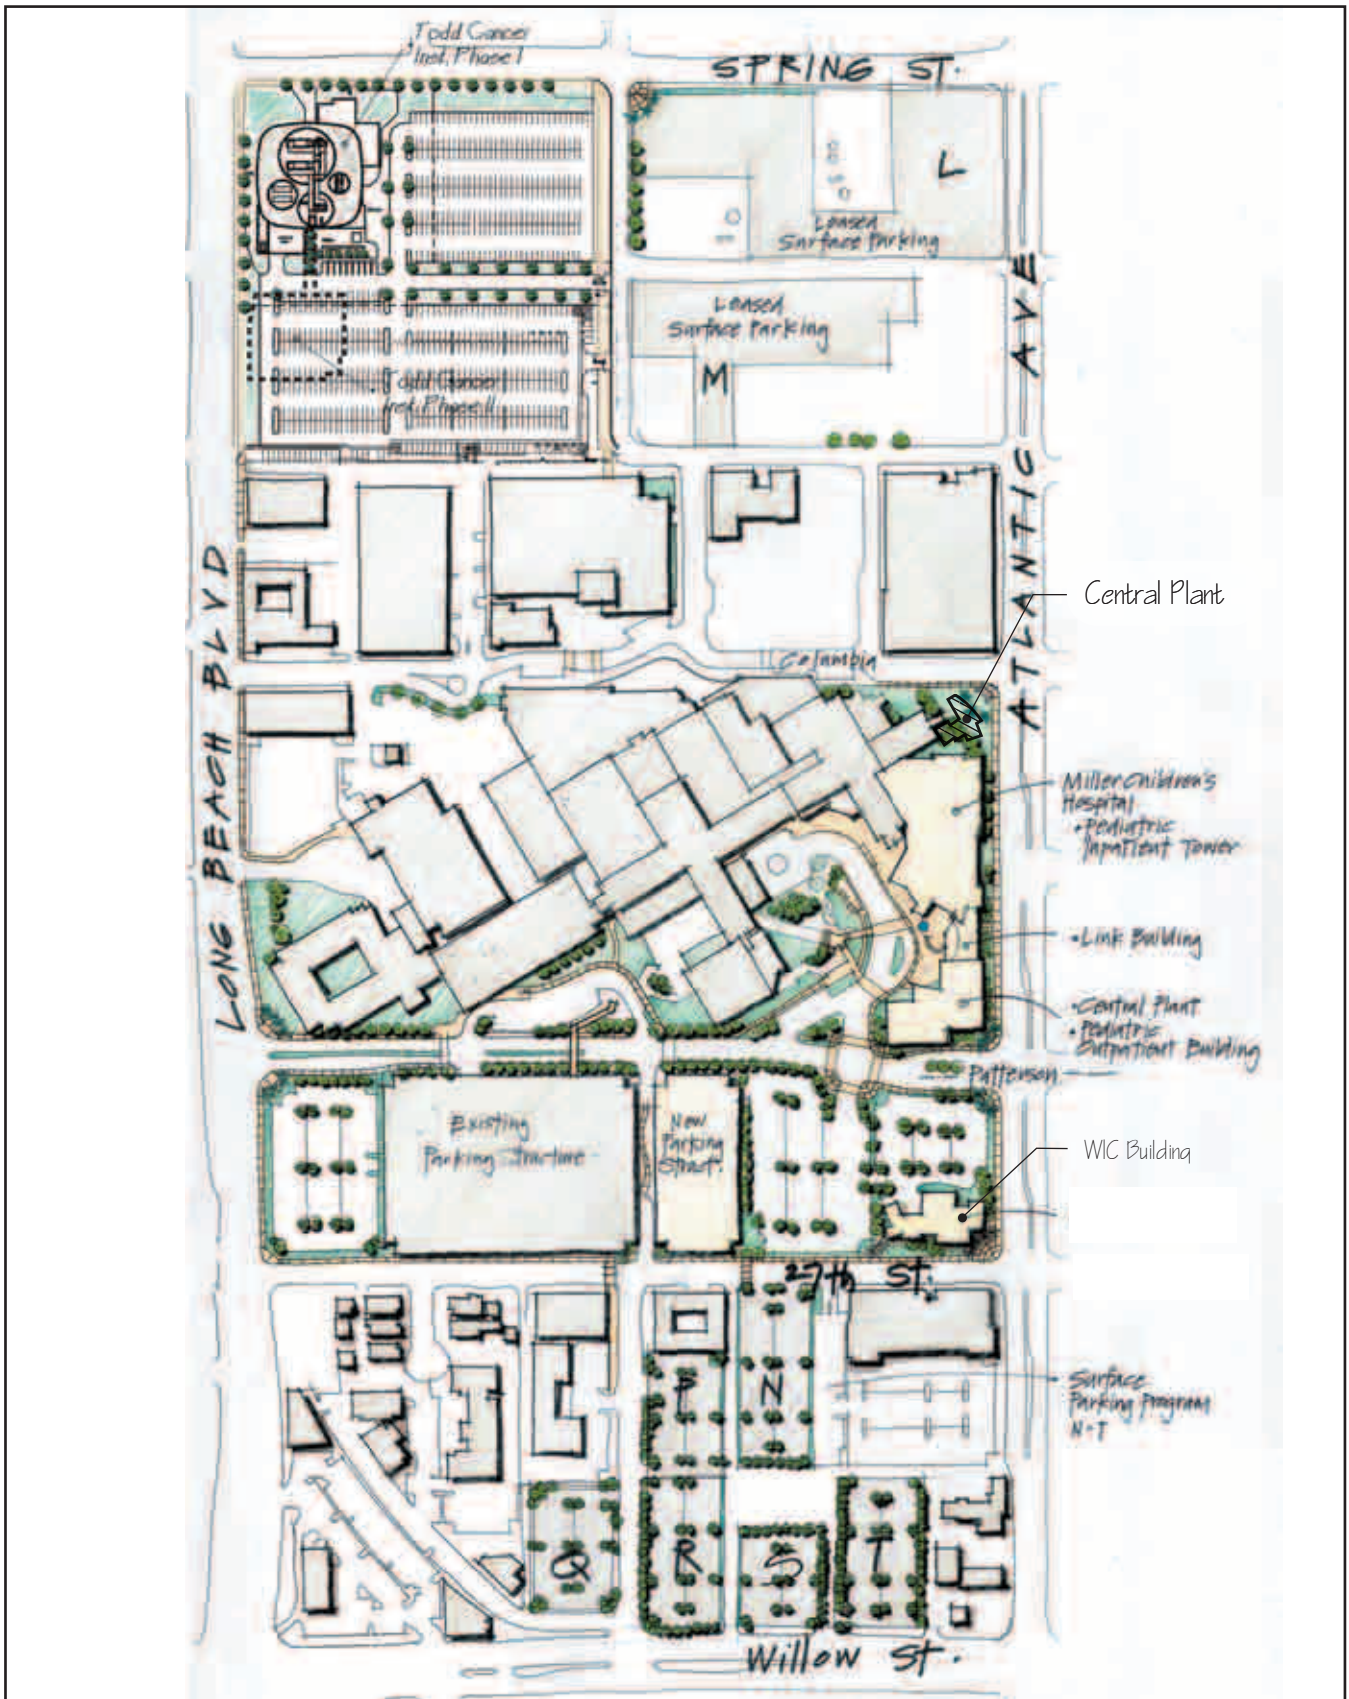 Todd Cancer
Inst. Phase I
SPRING ST.
L
Leased
Surface Parking
Leased
Surface Parking
M
Todd Cancer
Inst. Phase II
ATLANTIC AVE
LONG BEACH BLVD
Central Plant
Columbia
Miller Children's
Hospital
•Pediatric
Inpatient Tower
•Link Building
•Central Plant
•Pediatric
Outpatient Building
Patterson
Existing
Parking Structure
New
Parking
Struct.
WIC Building
27th St.
P
N
Surface
Parking Program
N-T
Q
R
S
T
Willow St.